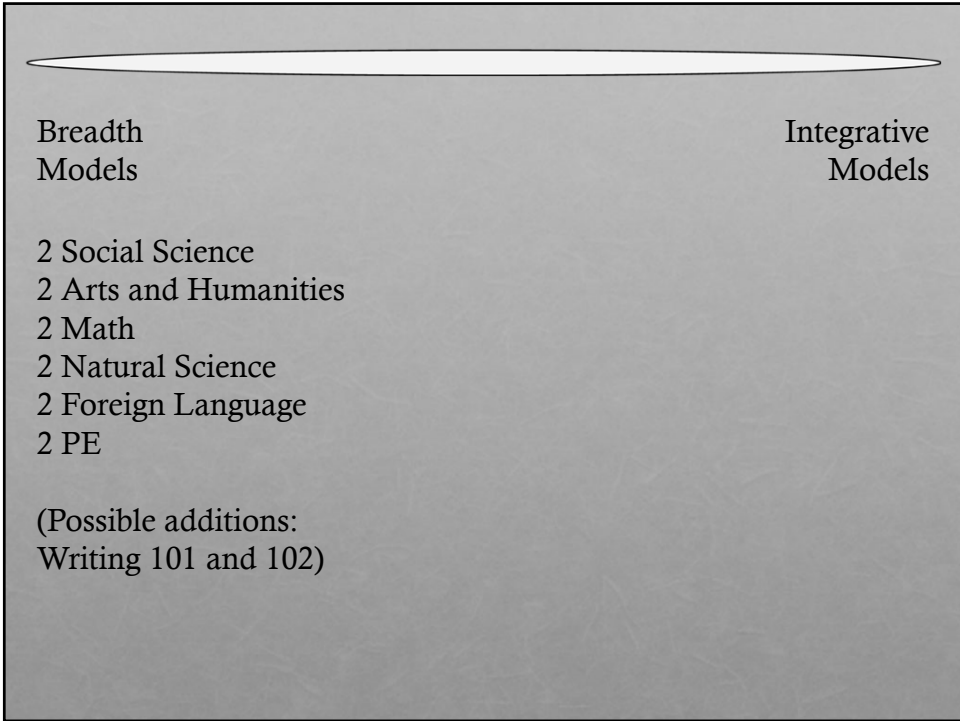 Breadth
Models
Integrative
Models
2 Social Science
2 Arts and Humanities
2 Math
2 Natural Science
2 Foreign Language
2 PE
(Possible additions:
Writing 101 and 102)